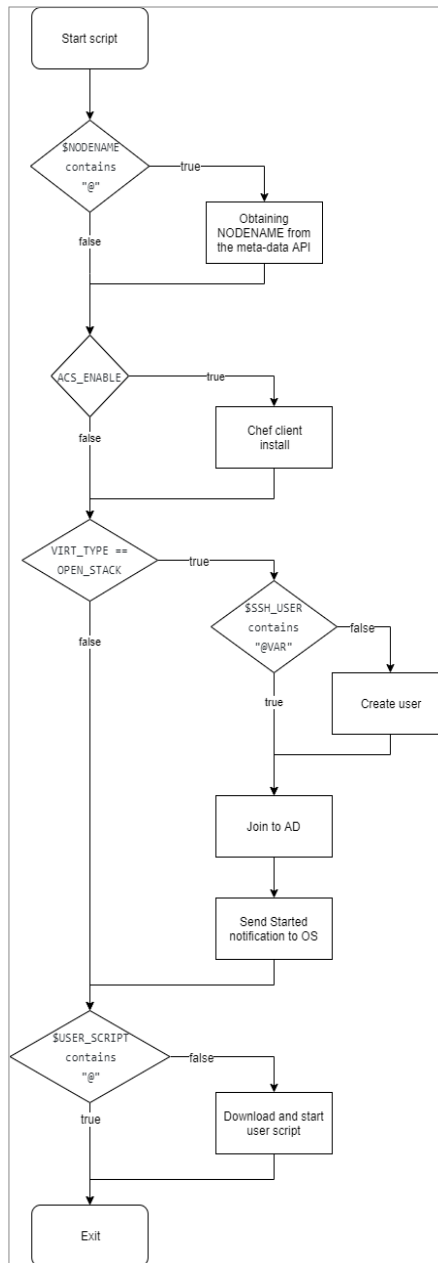 Start script
$NODENAME
contains
"@"
true
Obtaining
NODENAME from
the meta-data API
false
ACS_ENABLE
true
Chef client
install
false
VIRT_TYPE ==
OPEN_STACK
true
$SSH_USER
contains
"@VAR"
false
false
Create user
true
Join to AD
Send Started
notification to OS
$USER_SCRIPT
contains
"@"
false
Download and start
user script
true
Exit